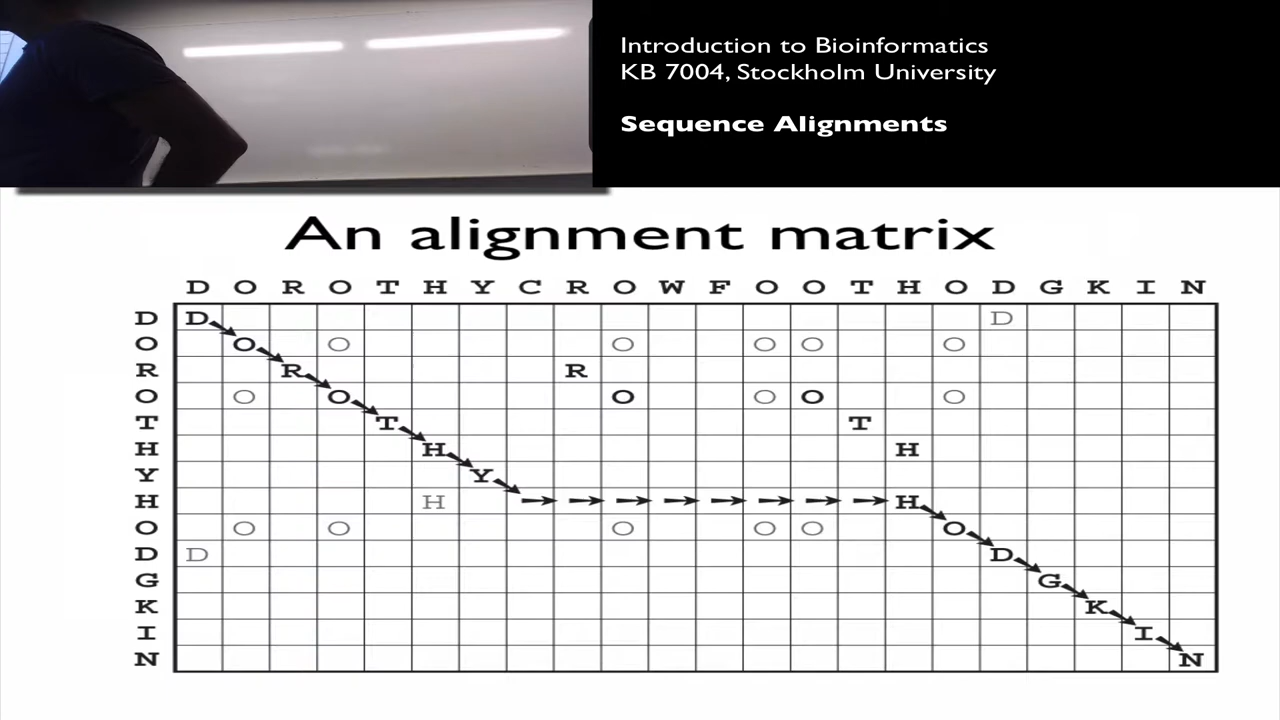 Introduction to Bioinformatics
KB 7004, Stockholm University
Sequence Alignments
An alignment matrix
D O R O T H Y C R O W F O O T H O D G K I N
D D D
O O O O O O O
R R R
O O O O O O O
T T T
H H H
Y Y
H H H
O O O O O O O
D D D
G G
K K
I I
N N